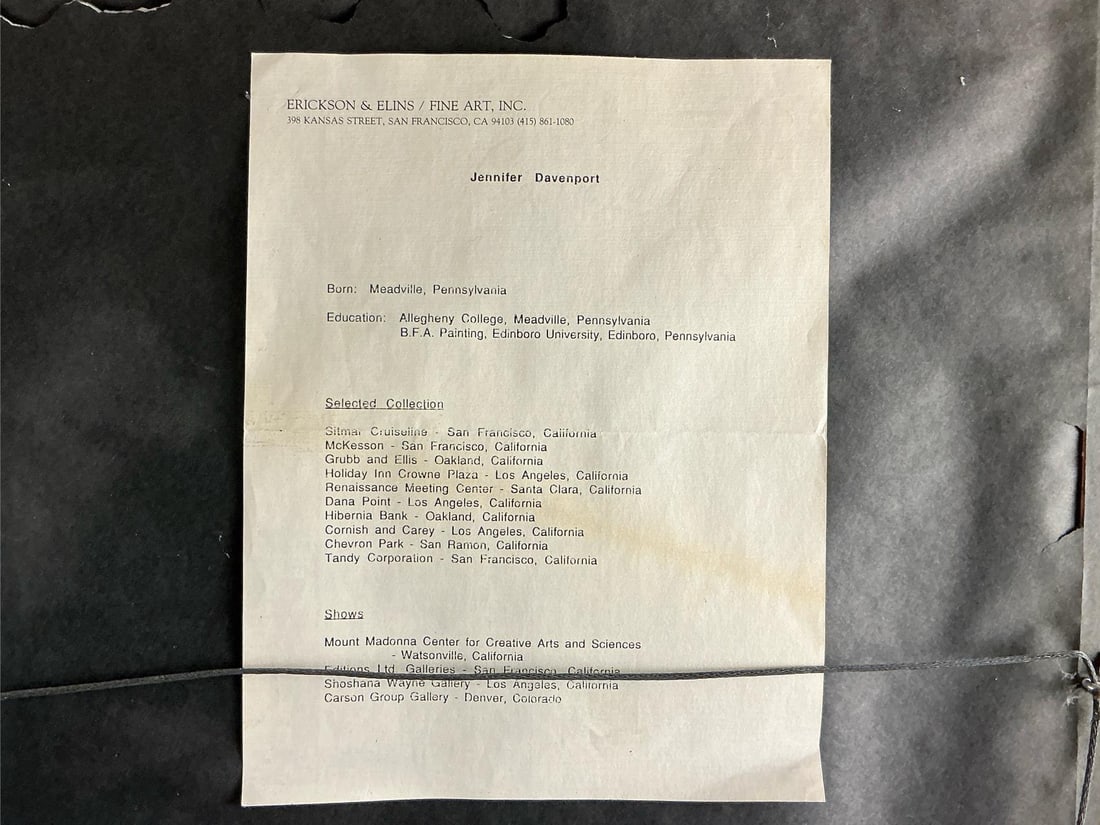 ERICKSON & ELINS / FINE ART, INC.
398 KANSAS STREET, SAN FRANCISCO, CA 94103 (415) 861-1080
Jennifer Davenport
Born: Meadville, Pennsylvania
Education: Allegheny College, Meadville, Pennsylvania
B.F.A. Painting, Edinboro University, Edinboro, Pennsylvania
Selected Collection
Sitmar Cruiseline - San Francisco, California
McKesson - San Francisco, California
Grubb and Ellis - Oakland, California
Holiday Inn Crowne Plaza - Los Angeles, California
Renaissance Meeting Center - Santa Clara, California
Dana Point - Los Angeles, California
Hibernia Bank - Oakland, California
Cornish and Carey - Los Angeles, California
Chevron Park - San Ramon, California
Tandy Corporation - San Francisco, California
Shows
Mount Madonna Center for Creative Arts and Sciences
- Watsonville, California
Editions Ltd. Galleries - San Francisco, California
Shoshana Wayne Gallery - Los Angeles, California
Carson Group Gallery - Denver, Colorado